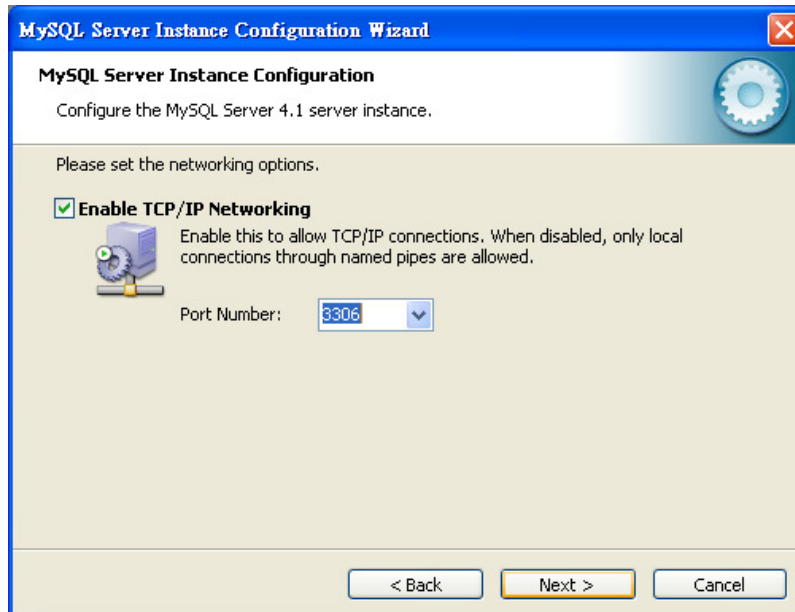 MySQL Server Instance Configuration Wizard
MySQL Server Instance Configuration
Configure the MySQL Server 4.1 server instance.
Please set the networking options.
Enable TCP/IP Networking
Enable this to allow TCP/IP connections. When disabled, only local
connections through named pipes are allowed.
Port Number: 3306
< Back Next > Cancel